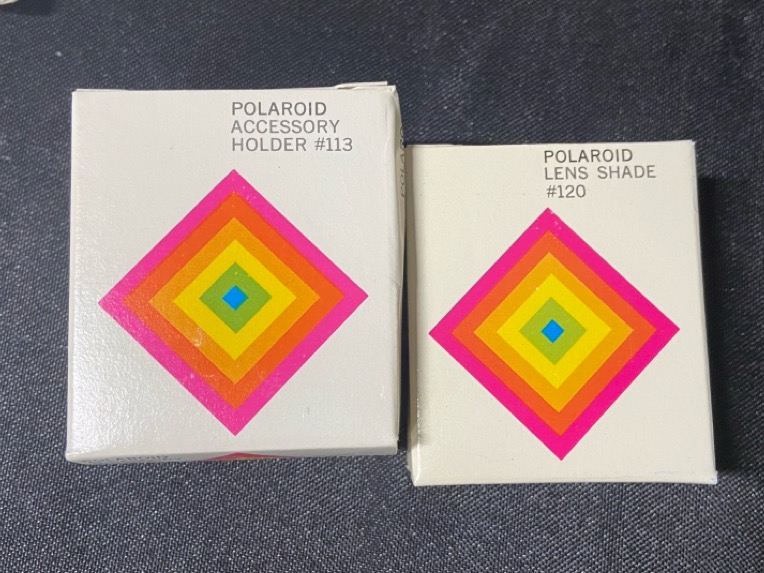 POLAROID
ACCESSORY
HOLDER #113
POLAROID
LENS SHADE
#120